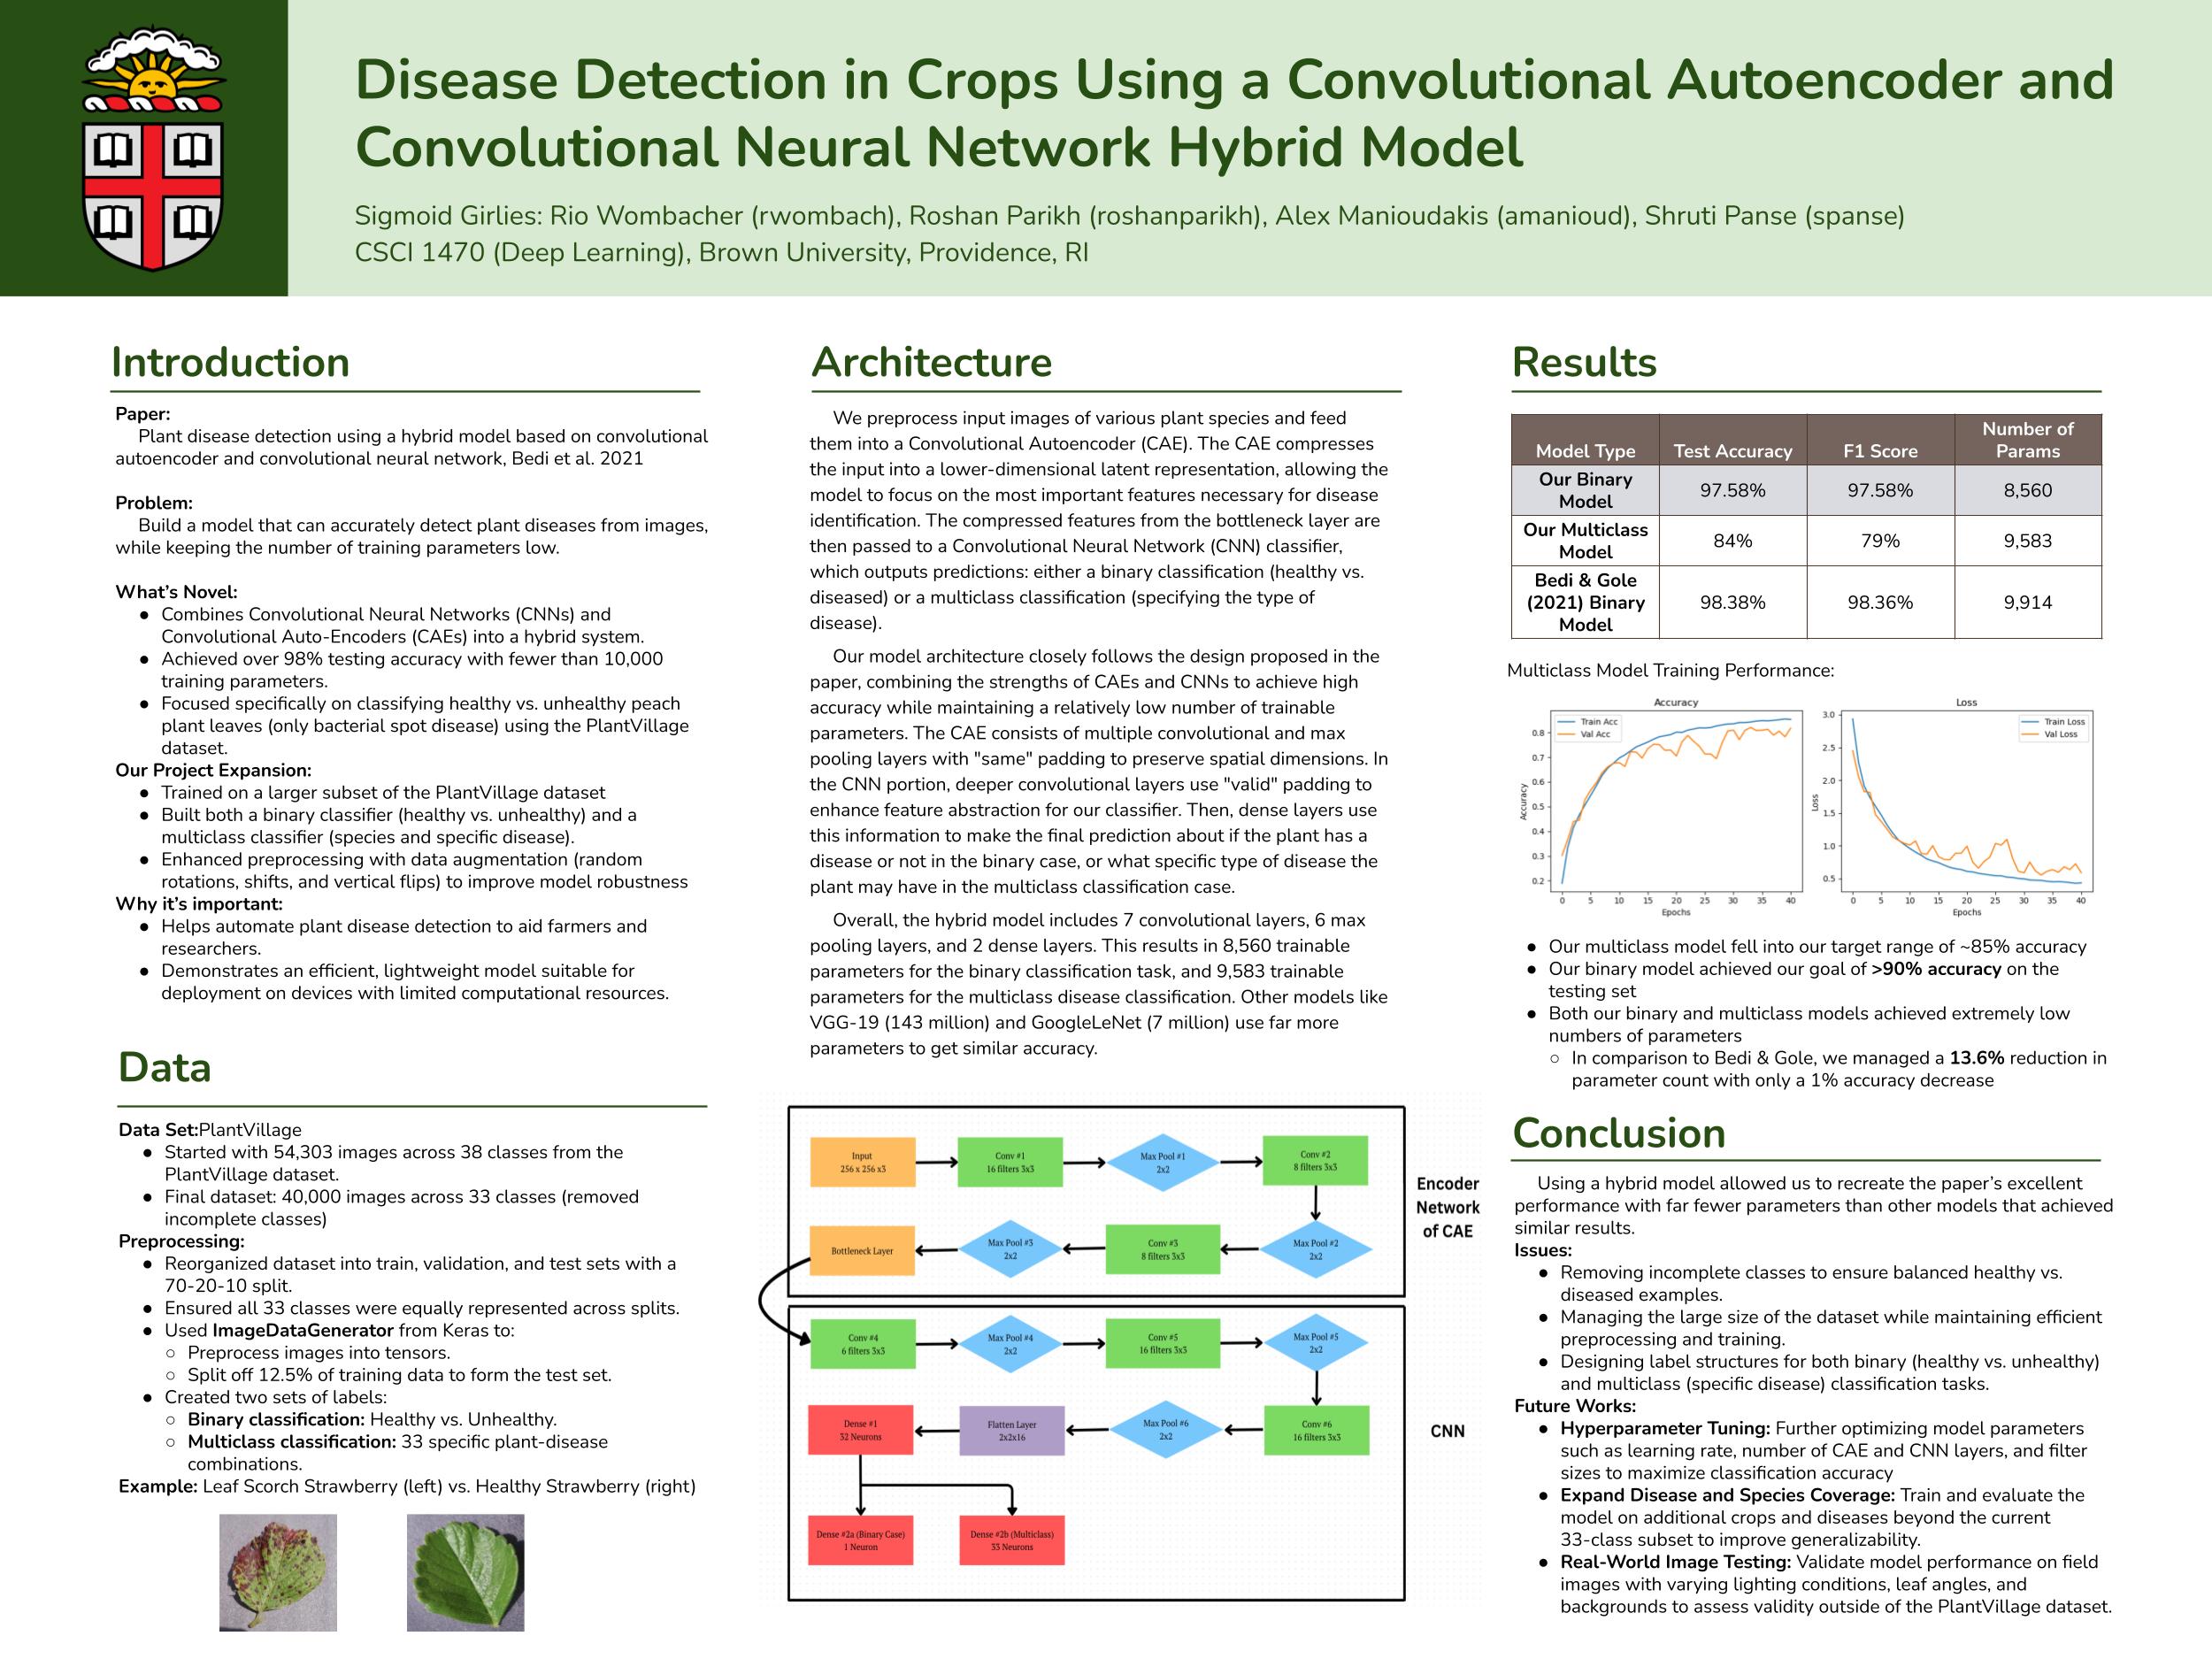 Disease Detection in Crops Using a Convolutional Autoencoder and
Convolutional Neural Network Hybrid Model
Sigmoid Girlies: Rio Wombacher (rwombach), Roshan Parikh (roshanparikh), Alex Manioudakis (amanioud), Shruti Panse (spanse)
CSCI 1470 (Deep Learning), Brown University, Providence, RI
Introduction
Paper:
Plant disease detection using a hybrid model based on convolutional
autoencoder and convolutional neural network, Bedi et al. 2021
Problem:
Build a model that can accurately detect plant diseases from images,
while keeping the number of training parameters low.
What's Novel:
● Combines Convolutional Neural Networks (CNNs) and
Convolutional Auto-Encoders (CAEs) into a hybrid system.
● Achieved over 98% testing accuracy with fewer than 10,000
training parameters.
● Focused specifically on classifying healthy vs. unhealthy peach
plant leaves (only bacterial spot disease) using the PlantVillage
dataset.
Our Project Expansion:
● Trained on a larger subset of the PlantVillage dataset
● Built both a binary classifier (healthy vs. unhealthy) and a
multiclass classifier (species and specific disease).
● Enhanced preprocessing with data augmentation (random
rotations, shifts, and vertical flips) to improve model robustness
Why it's important:
● Helps automate plant disease detection to aid farmers and
researchers.
● Demonstrates an efficient, lightweight model suitable for
deployment on devices with limited computational resources.
Data
Data Set:PlantVillage
● Started with 54,303 images across 38 classes from the
PlantVillage dataset.
● Final dataset: 40,000 images across 33 classes (removed
incomplete classes)
Preprocessing:
● Reorganized dataset into train, validation, and test sets with a
70-20-10 split.
● Ensured all 33 classes were equally represented across splits.
● Used ImageDataGenerator from Keras to:
○ Preprocess images into tensors.
○ Split off 12.5% of training data to form the test set.
● Created two sets of labels:
○ Binary classification: Healthy vs. Unhealthy.
○ Multiclass classification: 33 specific plant-disease
combinations.
Example: Leaf Scorch Strawberry (left) vs. Healthy Strawberry (right)
Architecture
We preprocess input images of various plant species and feed
them into a Convolutional Autoencoder (CAE). The CAE compresses
the input into a lower-dimensional latent representation, allowing the
model to focus on the most important features necessary for disease
identification. The compressed features from the bottleneck layer are
then passed to a Convolutional Neural Network (CNN) classifier,
which outputs predictions: either a binary classification (healthy vs.
diseased) or a multiclass classification (specifying the type of
disease).
Our model architecture closely follows the design proposed in the
paper, combining the strengths of CAEs and CNNs to achieve high
accuracy while maintaining a relatively low number of trainable
parameters. The CAE consists of multiple convolutional and max
pooling layers with "same" padding to preserve spatial dimensions. In
the CNN portion, deeper convolutional layers use "valid" padding to
enhance feature abstraction for our classifier. Then, dense layers use
this information to make the final prediction about if the plant has a
disease or not in the binary case, or what specific type of disease the
plant may have in the multiclass classification case.
Overall, the hybrid model includes 7 convolutional layers, 6 max
pooling layers, and 2 dense layers. This results in 8,560 trainable
parameters for the binary classification task, and 9,583 trainable
parameters for the multiclass disease classification. Other models like
VGG-19 (143 million) and GoogleLeNet (7 million) use far more
parameters to get similar accuracy.
Input
256 x 256 x3
Conv #1
16 filters 3x3
Max Pool #1
2x2
Conv #2
8 filters 3x3
Bottleneck Layer
Max Pool #3
2x2
Conv #3
8 filters 3x3
Max Pool #2
2x2
Encoder
Network
of CAE
Conv #4
6 filters 3x3
Max Pool #4
2x2
Conv #5
16 filters 3x3
Max Pool #5
2x2
Dense #1
32 Neurons
Flatten Layer
2x2x16
Max Pool #6
2x2
Conv #6
16 filters 3x3
CNN
Dense #2a (Binary Case)
1 Neuron
Dense #2b (Multiclass)
33 Neurons
Results
Model Type Test Accuracy F1 Score Number of Params
Our Binary Model 97.58% 97.58% 8,560
Our Multiclass Model 84% 79% 9,583
Bedi & Gole (2021) Binary Model 98.38% 98.36% 9,914
Multiclass Model Training Performance:
Accuracy
Train Acc
Val Acc
0.8
0.7
0.6
0.5
0.4
0.3
0.2
Accuracy
0 5 10 15 20 25 30 35 40
Epochs
Loss
Train Loss
Val Loss
3.0
2.5
2.0
1.5
1.0
0.5
Loss
0 5 10 15 20 25 30 35 40
Epochs
● Our multiclass model fell into our target range of ~85% accuracy
● Our binary model achieved our goal of >90% accuracy on the
testing set
● Both our binary and multiclass models achieved extremely low
numbers of parameters
○ In comparison to Bedi & Gole, we managed a 13.6% reduction in
parameter count with only a 1% accuracy decrease
Conclusion
Using a hybrid model allowed us to recreate the paper's excellent
performance with far fewer parameters than other models that achieved
similar results.
Issues:
● Removing incomplete classes to ensure balanced healthy vs.
diseased examples.
● Managing the large size of the dataset while maintaining efficient
preprocessing and training.
● Designing label structures for both binary (healthy vs. unhealthy)
and multiclass (specific disease) classification tasks.
Future Works:
● Hyperparameter Tuning: Further optimizing model parameters
such as learning rate, number of CAE and CNN layers, and filter
sizes to maximize classification accuracy
● Expand Disease and Species Coverage: Train and evaluate the
model on additional crops and diseases beyond the current
33-class subset to improve generalizability.
● Real-World Image Testing: Validate model performance on field
images with varying lighting conditions, leaf angles, and
backgrounds to assess validity outside of the PlantVillage dataset.